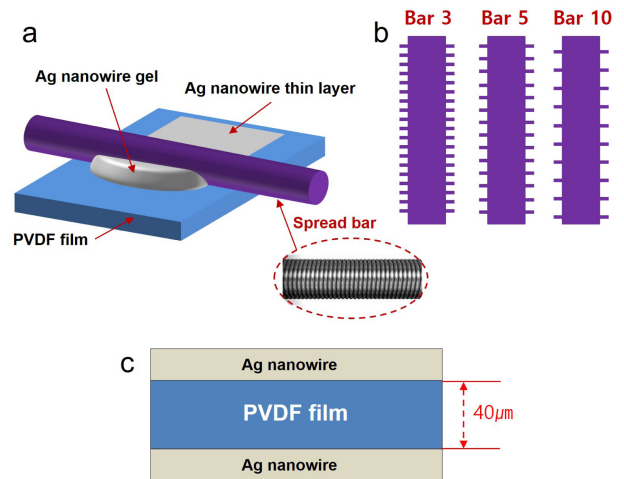 a
Ag nanowire gel
Ag nanowire thin layer
PVDF film
Spread bar
b
Bar 3 Bar 5 Bar 10
c
Ag nanowire
PVDF film
40㎛
Ag nanowire